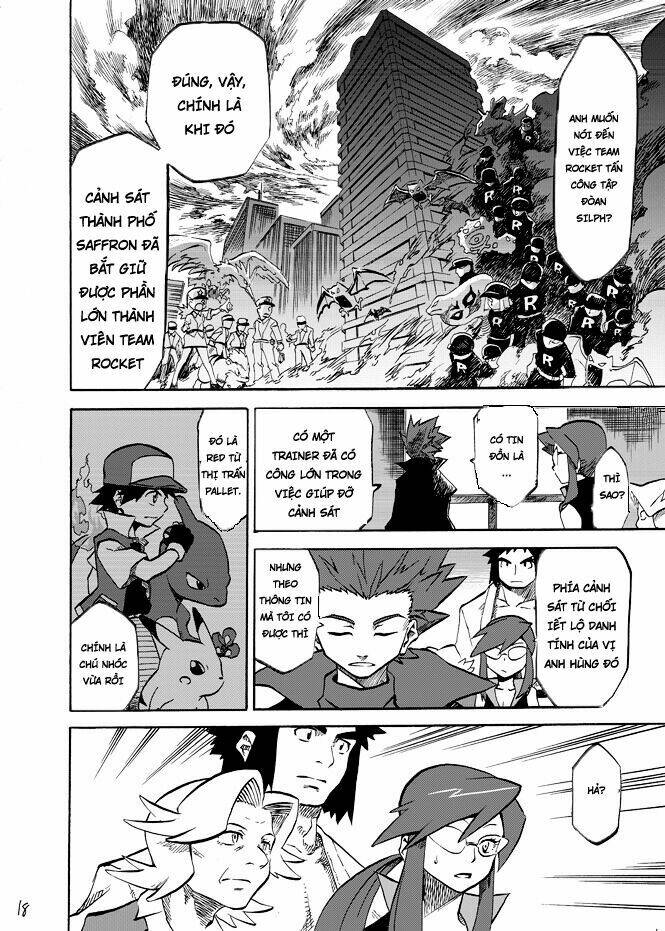 ANH MUỐN
NÓI ĐẾN
VIỆC TEAM
ROCKET TẤN
CÔNG TẬP
ĐOÀN
SILPH?
ĐÚNG, VẬY,
CHÍNH LÀ
KHI ĐÓ
CẢNH SÁT
THÀNH PHỐ
SAFFRON ĐÃ
BẮT GIỮ
ĐƯỢC PHẦN
LỚN THÀNH
VIÊN TEAM
ROCKET
R
R
R
R
R
THÌ
SAO?
CÓ TIN
ĐỒN LÀ
...
CÓ MỘT
TRAINER ĐÃ CÓ
CÔNG LỚN TRONG
VIỆC GIÚP ĐỠ
CẢNH SÁT
ĐÓ LÀ
RED TỪ
THỊ TRẤN
PALLET.
CHÍNH LÀ
CHÚ NHÓC
VỪA RỒI
PHÍA CẢNH
SÁT TỪ CHỐI
IẾT LỘ DANH
TÍNH CỦA VỊ
ANH HÙNG ĐÓ
NHƯNG
THEO
THÔNG TIN
MÀ TÔI CÓ
ĐƯỢC THÌ
HẢ?
18